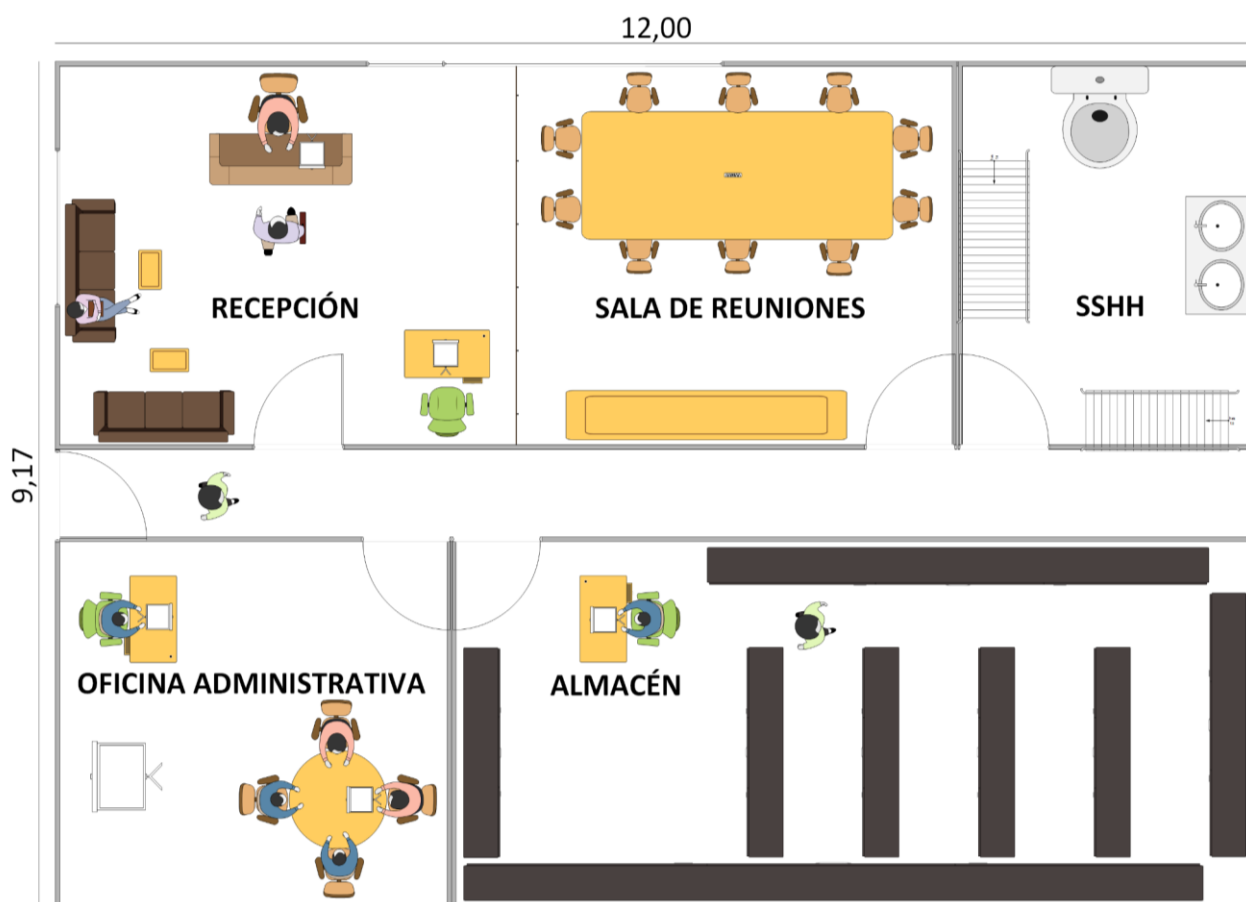 12,00
RECEPCIÓN
SALA DE REUNIONES
SSHH
9,17
OFICINA ADMINISTRATIVA
ALMACÉN